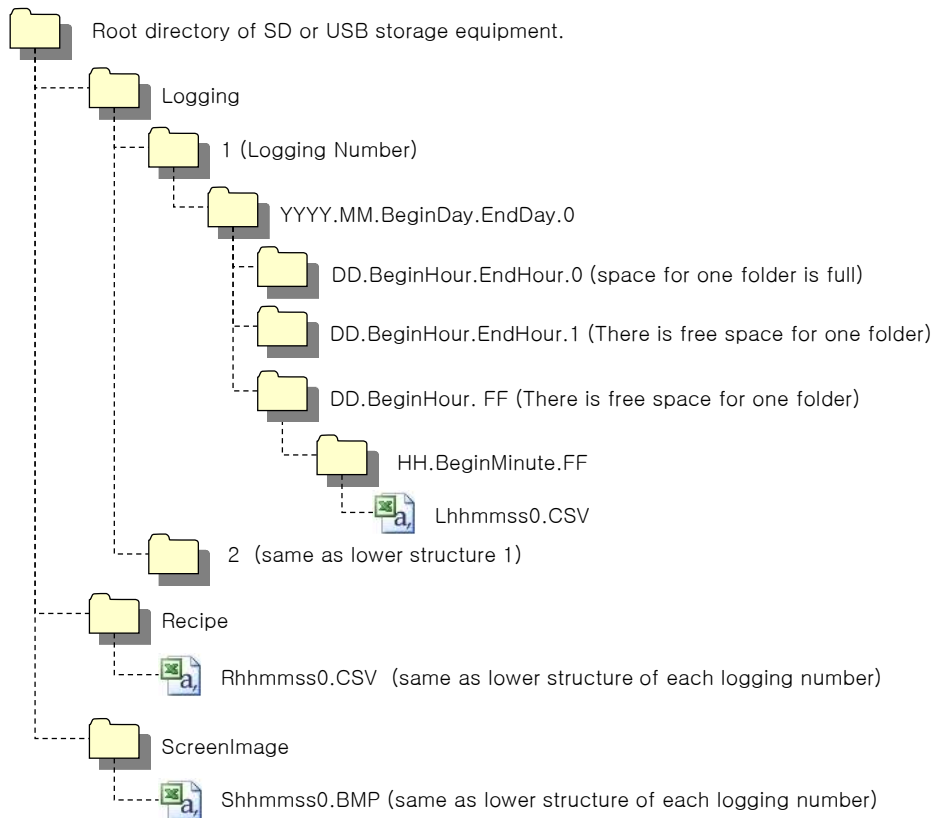 Root directory of SD or USB storage equipment.
Logging
1 (Logging Number)
YYYY.MM.BeginDay.EndDay.0
DD.BeginHour.EndHour.0 (space for one folder is full)
DD.BeginHour.EndHour.1 (There is free space for one folder)
DD.BeginHour. FF (There is free space for one folder)
HH.BeginMinute.FF
a,
Lhhmmss0.CSV
2 (same as lower structure 1)
Recipe
a,
Rhhmmss0.CSV (same as lower structure of each logging number)
ScreenImage
a,
Shhmmss0.BMP (same as lower structure of each logging number)